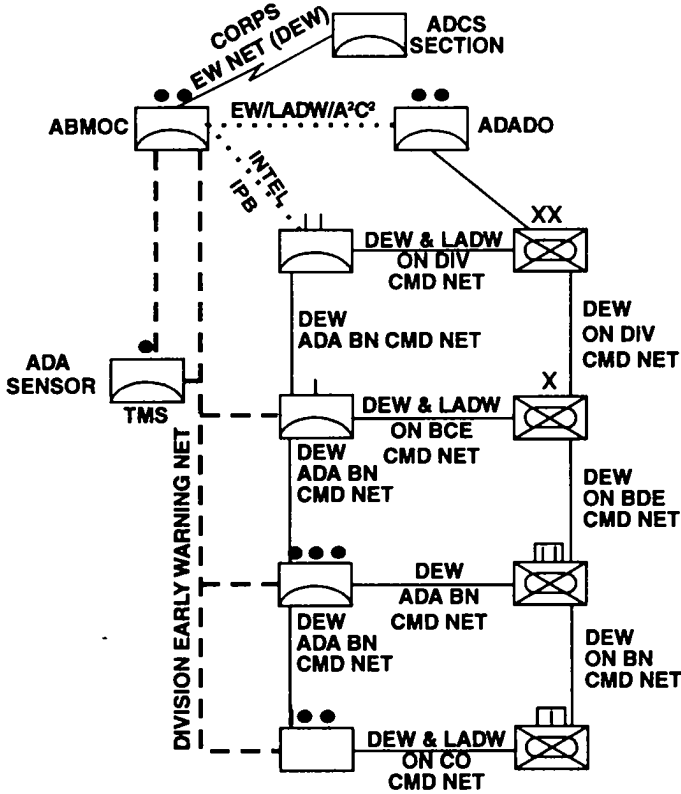 CORPS
EW NET (DEW)
ADCS
SECTION
ABMOC
EW/LADW/A²C²
ADADO
INTEL
IPB
XX
DEW & LADW
ON DIV
CMD NET
DEW
ADA BN CMD NET
DEW
ON DIV
CMD NET
ADA
SENSOR
TMS
X
DEW & LADW
ON BCE
CMD NET
DEW
ADA BN
CMD NET
DEW
ON BDE
CMD NET
DIVISION EARLY WARNING NET
DEW
ADA BN
CMD NET
DEW
ADA BN
CMD NET
DEW
ON BN
CMD NET
DEW & LADW
ON CO
CMD NET